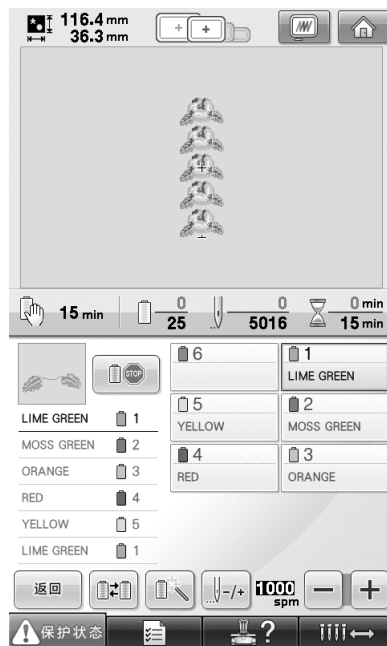 116.4 mm
36.3 mm
15 min
0
25
0
5016
0 min
15 min
STOP
LIME GREEN 1
MOSS GREEN 2
ORANGE 3
RED 4
YELLOW 5
LIME GREEN 1
6
1
LIME GREEN
5
YELLOW
2
MOSS GREEN
4
RED
3
ORANGE
返回
-/+
1000
spm
− +
保护状态
?